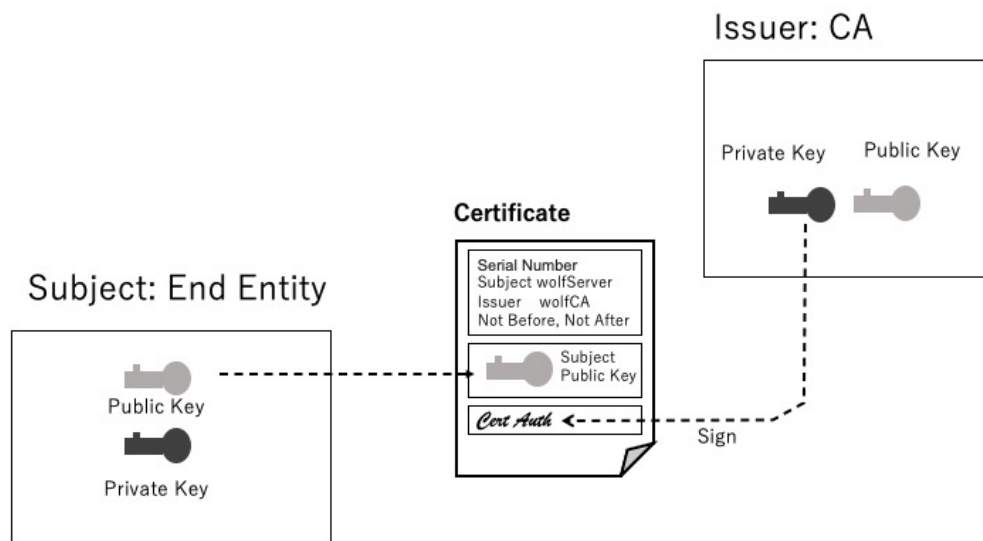 Issuer: CA
Private Key
Public Key
Certificate
Serial Number
Subject wolfServer
Issuer wolfCA
Not Before, Not After
Subject
Public Key
Cert Auth
Sign
Subject: End Entity
Public Key
Private Key